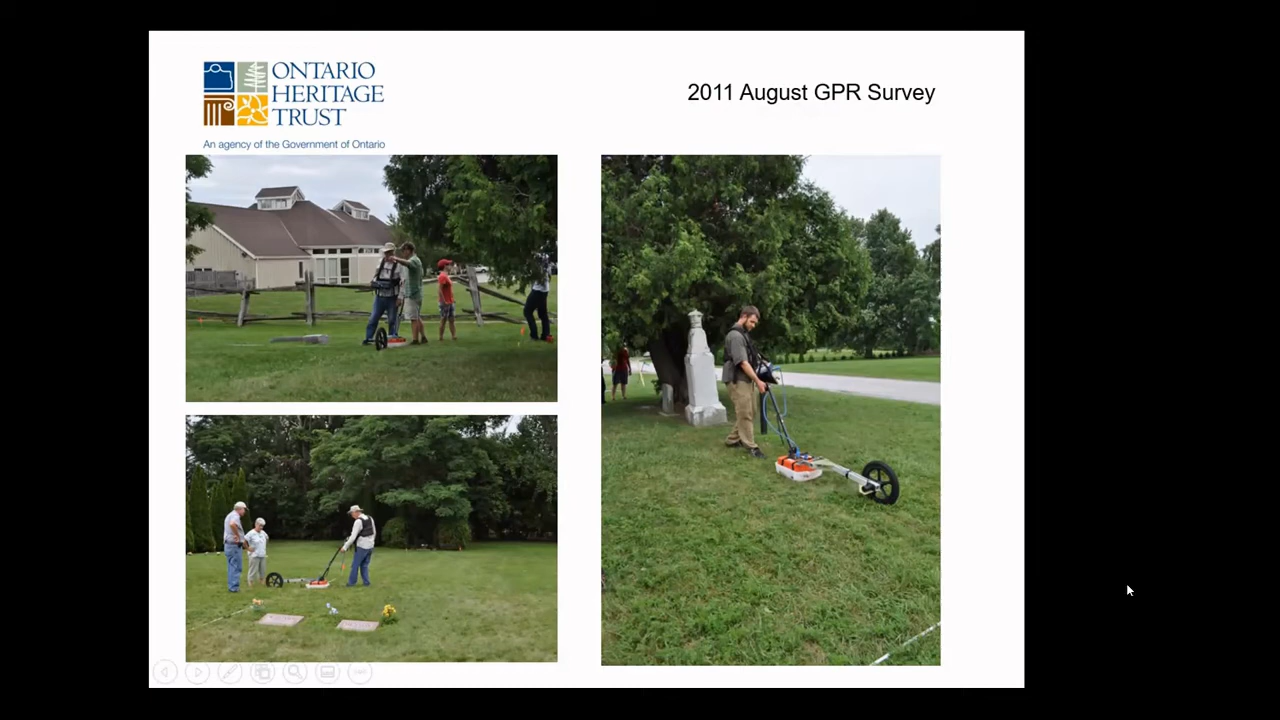 ONTARIO
HERITAGE
TRUST
An agency of the Government of Ontario
2011 August GPR Survey